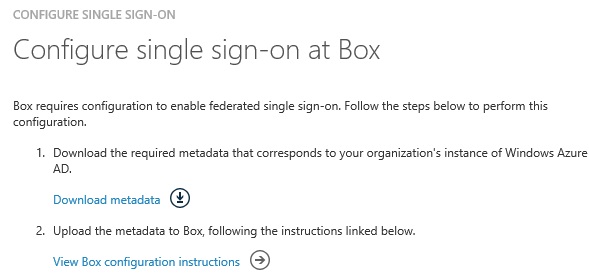 CONFIGURE SINGLE SIGN-ON
Configure single sign-on at Box
Box requires configuration to enable federated single sign-on. Follow the steps below to perform this
configuration.
1. Download the required metadata that corresponds to your organization's instance of Windows Azure
AD.
Download metadata
2. Upload the metadata to Box, following the instructions linked below.
View Box configuration instructions